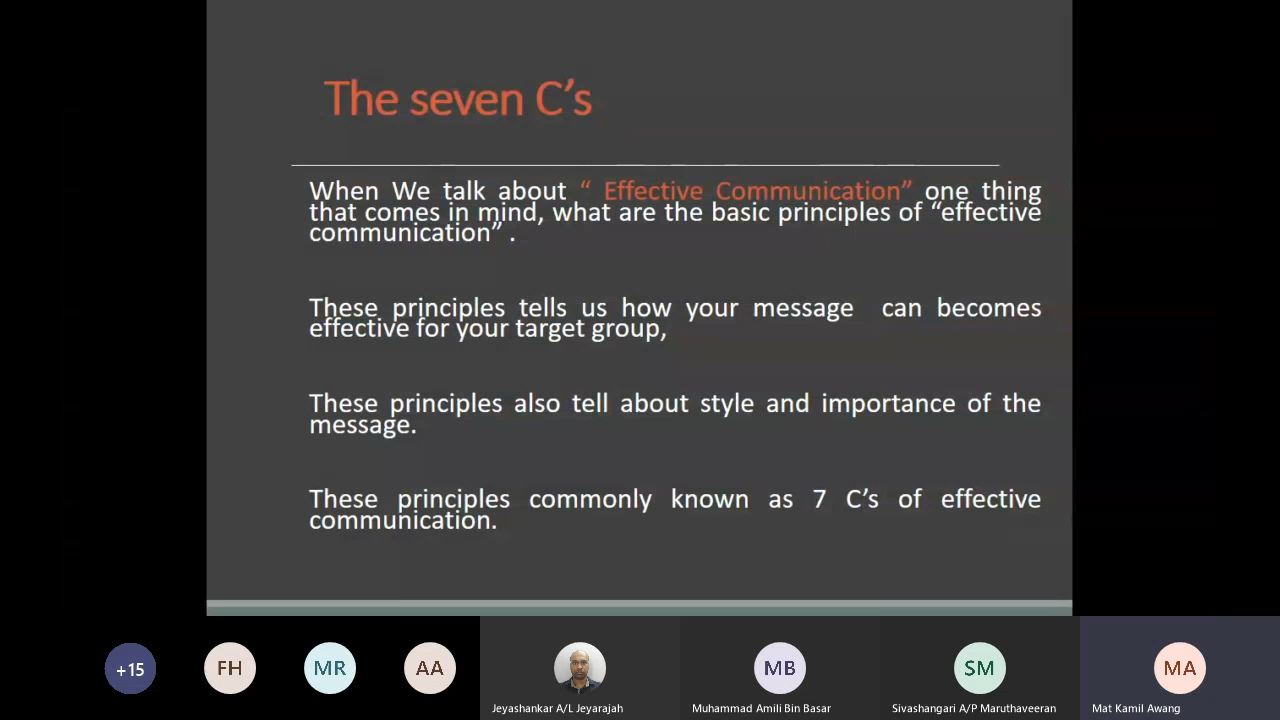 The seven C’s
When We talk about “ Effective Communication” one thing
that comes in mind, what are the basic principles of “effective
communication” .
These principles tells us how your message can becomes
effective for your target group,
These principles also tell about style and importance of the
message.
These principles commonly known as 7 C’s of effective
communication.
+15
FH
MR
AA
MB
SM
MA
Jeyashankar A/L Jeyarajah
Muhammad Amili Bin Basar
Sivashangari A/P Maruthaveeran
Mat Kamil Awang